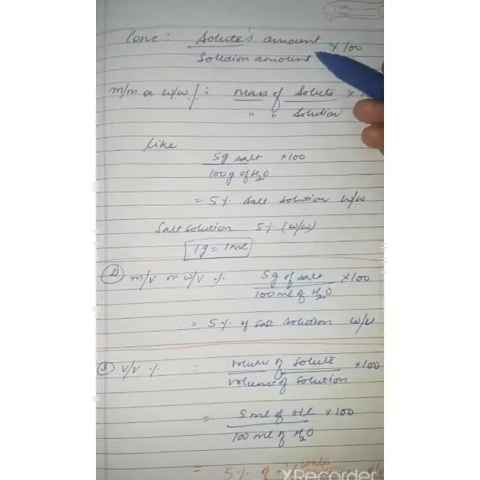 Conc: Solute's amount × 100
Solution amount
m/m or w/w %: Mass of Solute ×
" " Solution
like
5g salt ×100
100g of H2O
= 5% salt solution w/w
Salt solution 5% (w/w)
1g = 1ml
② m/v or w/v % 5g of salt ×100
100 ml of H2O
= 5% of salt solution w/v
③ v/v % : volume of Solute ×100
volume of solution
= 5ml of ×100
100 ml of H2O
= 5% of
XRecorder